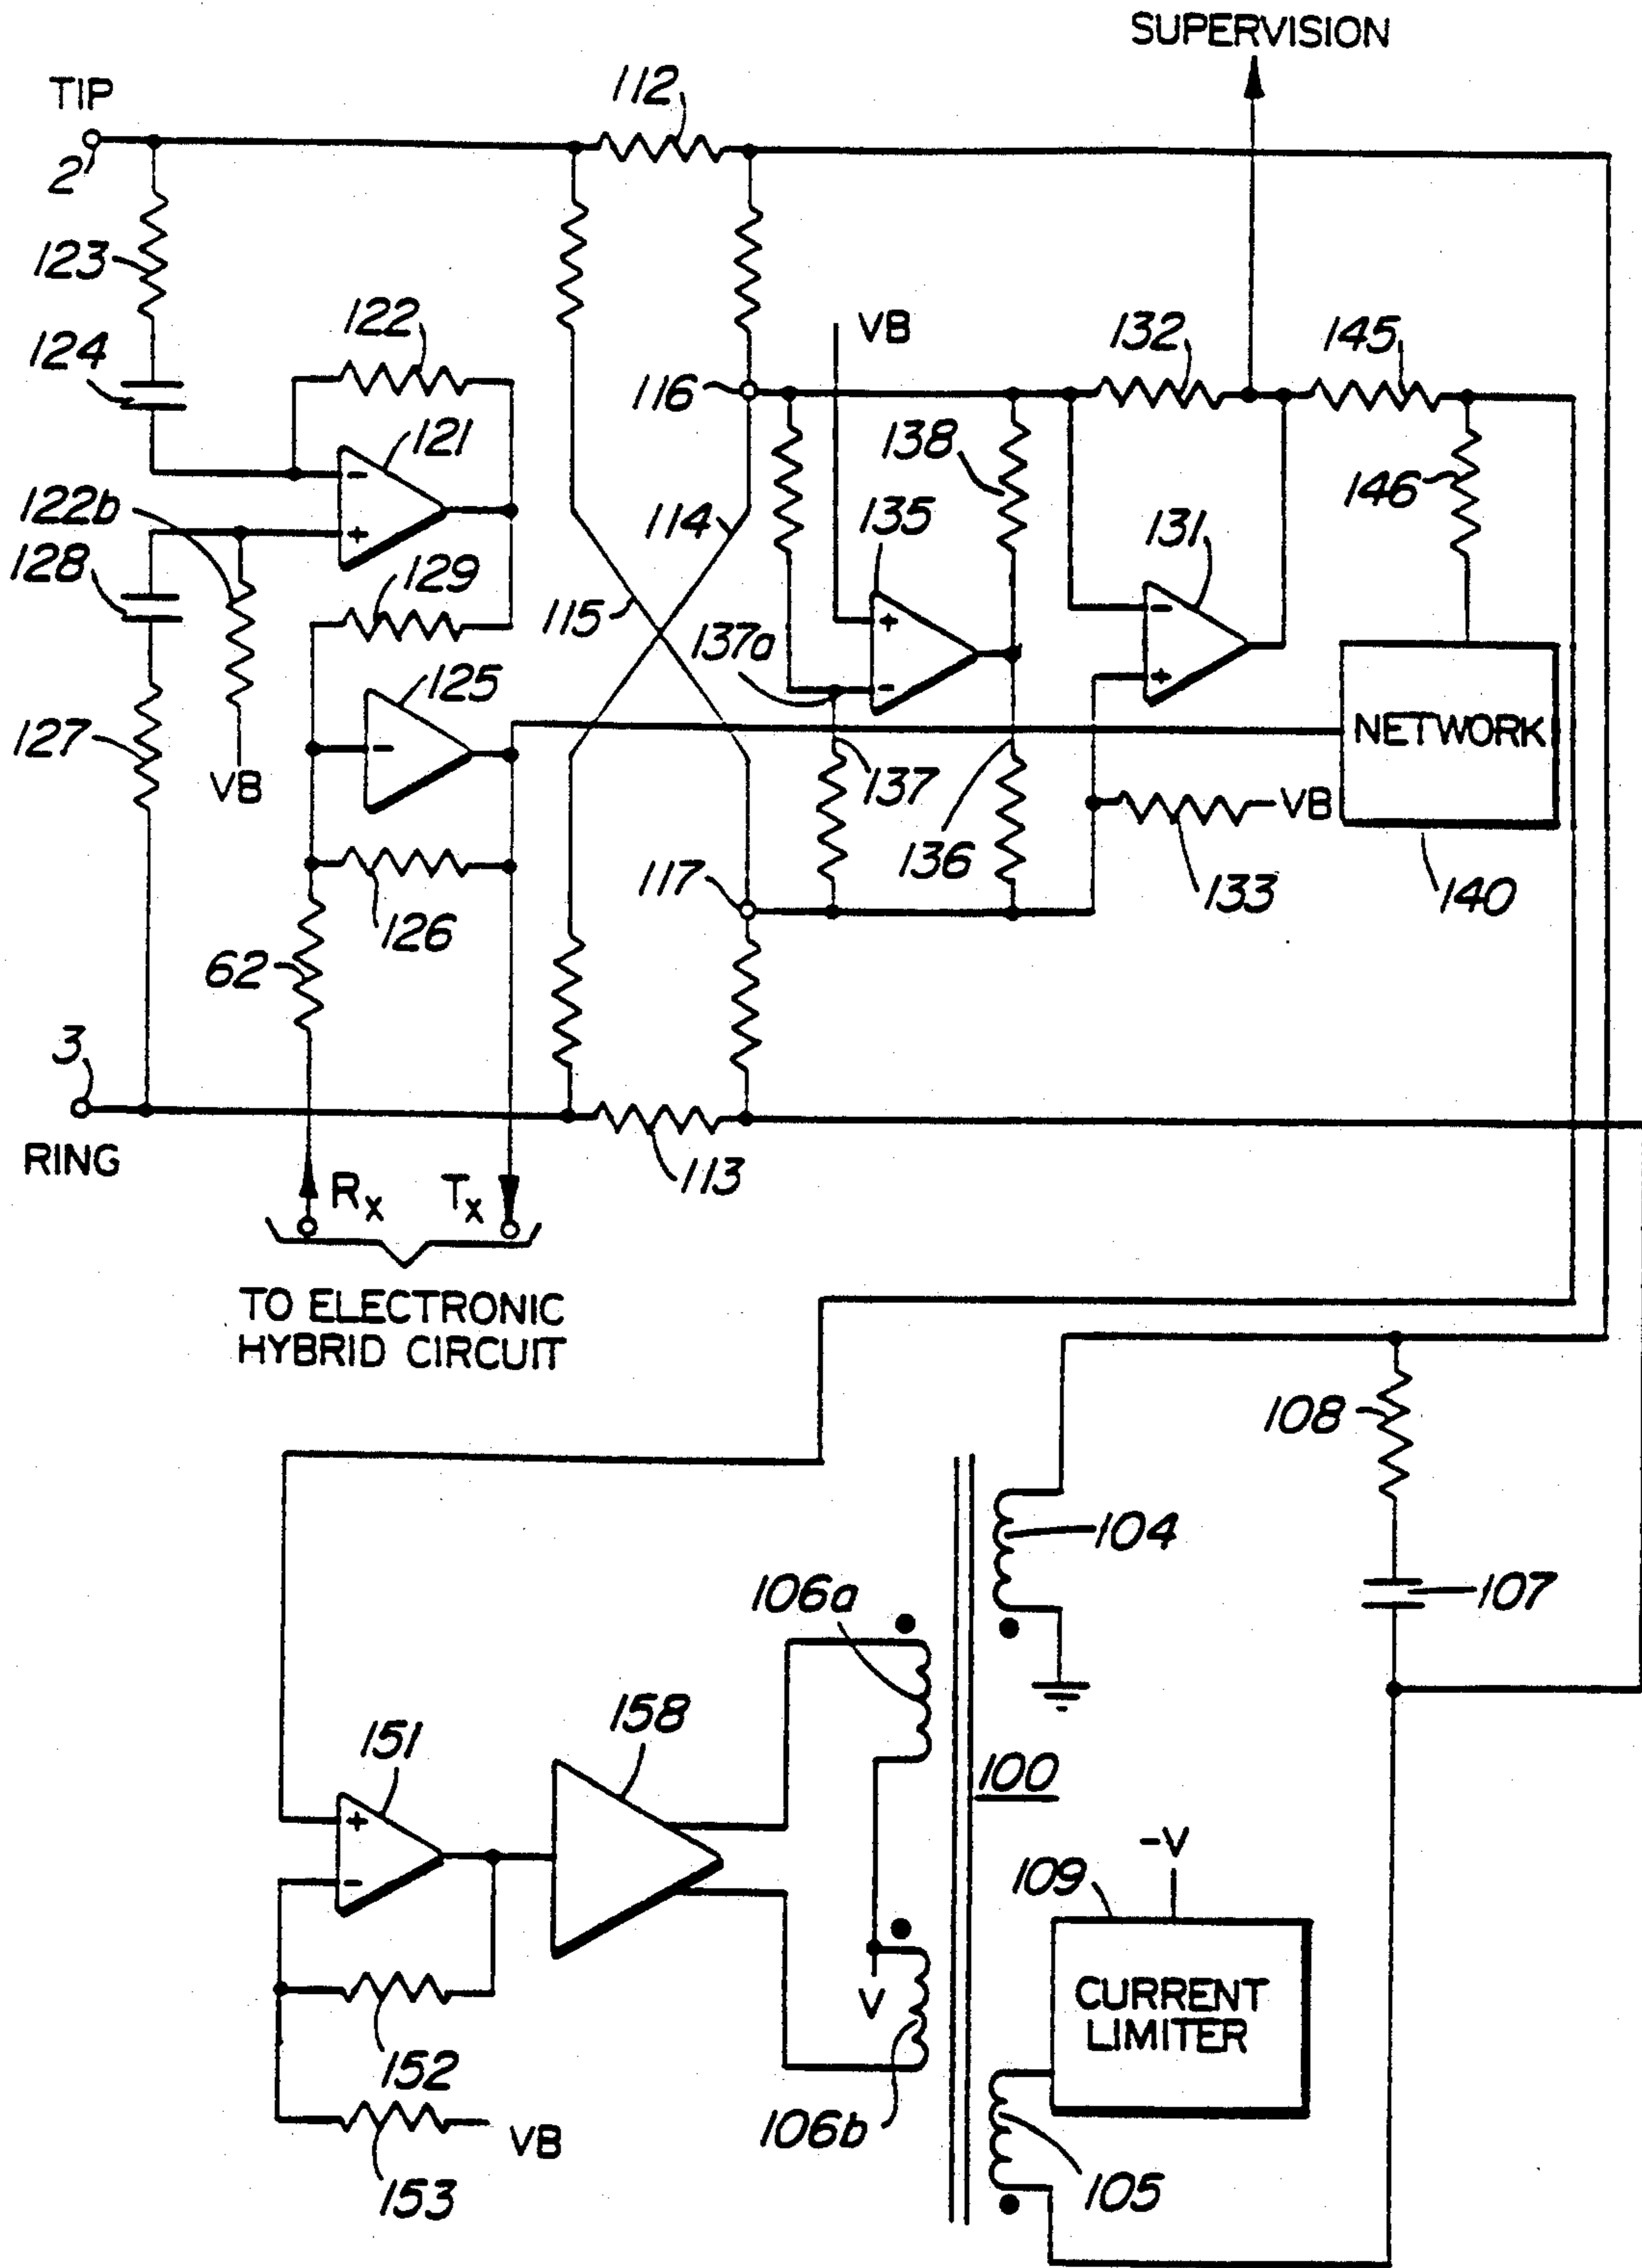 SUPERVISION
TIP
112
2
123
VB
122
132
145
124
116
121
138
146
122b
114
135
131
128
129
115
137a
+
-
125
NETWORK
127
VB
137
VB
136
133
140
117
126
62
3
RING
113
Rx
Tx
TO ELECTRONIC
HYBRID CIRCUIT
108
104
106a
107
158
151
100
-V
109
V
CURRENT
LIMITER
152
106b
VB
105
153